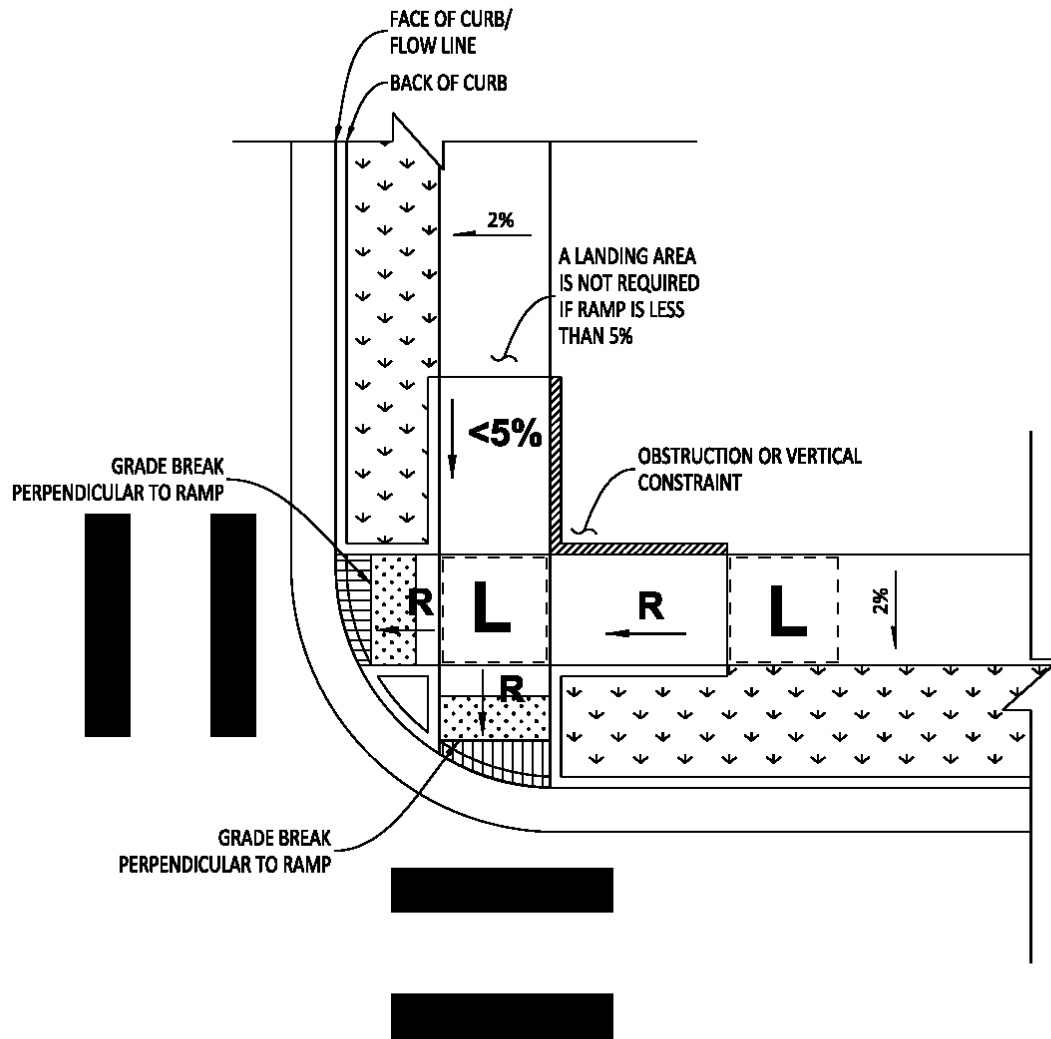 FACE OF CURB/
FLOW LINE
BACK OF CURB
2%
A LANDING AREA
IS NOT REQUIRED
IF RAMP IS LESS
THAN 5%
<5%
OBSTRUCTION OR VERTICAL
CONSTRAINT
GRADE BREAK
PERPENDICULAR TO RAMP
R
L
R
L
2%
R
GRADE BREAK
PERPENDICULAR TO RAMP